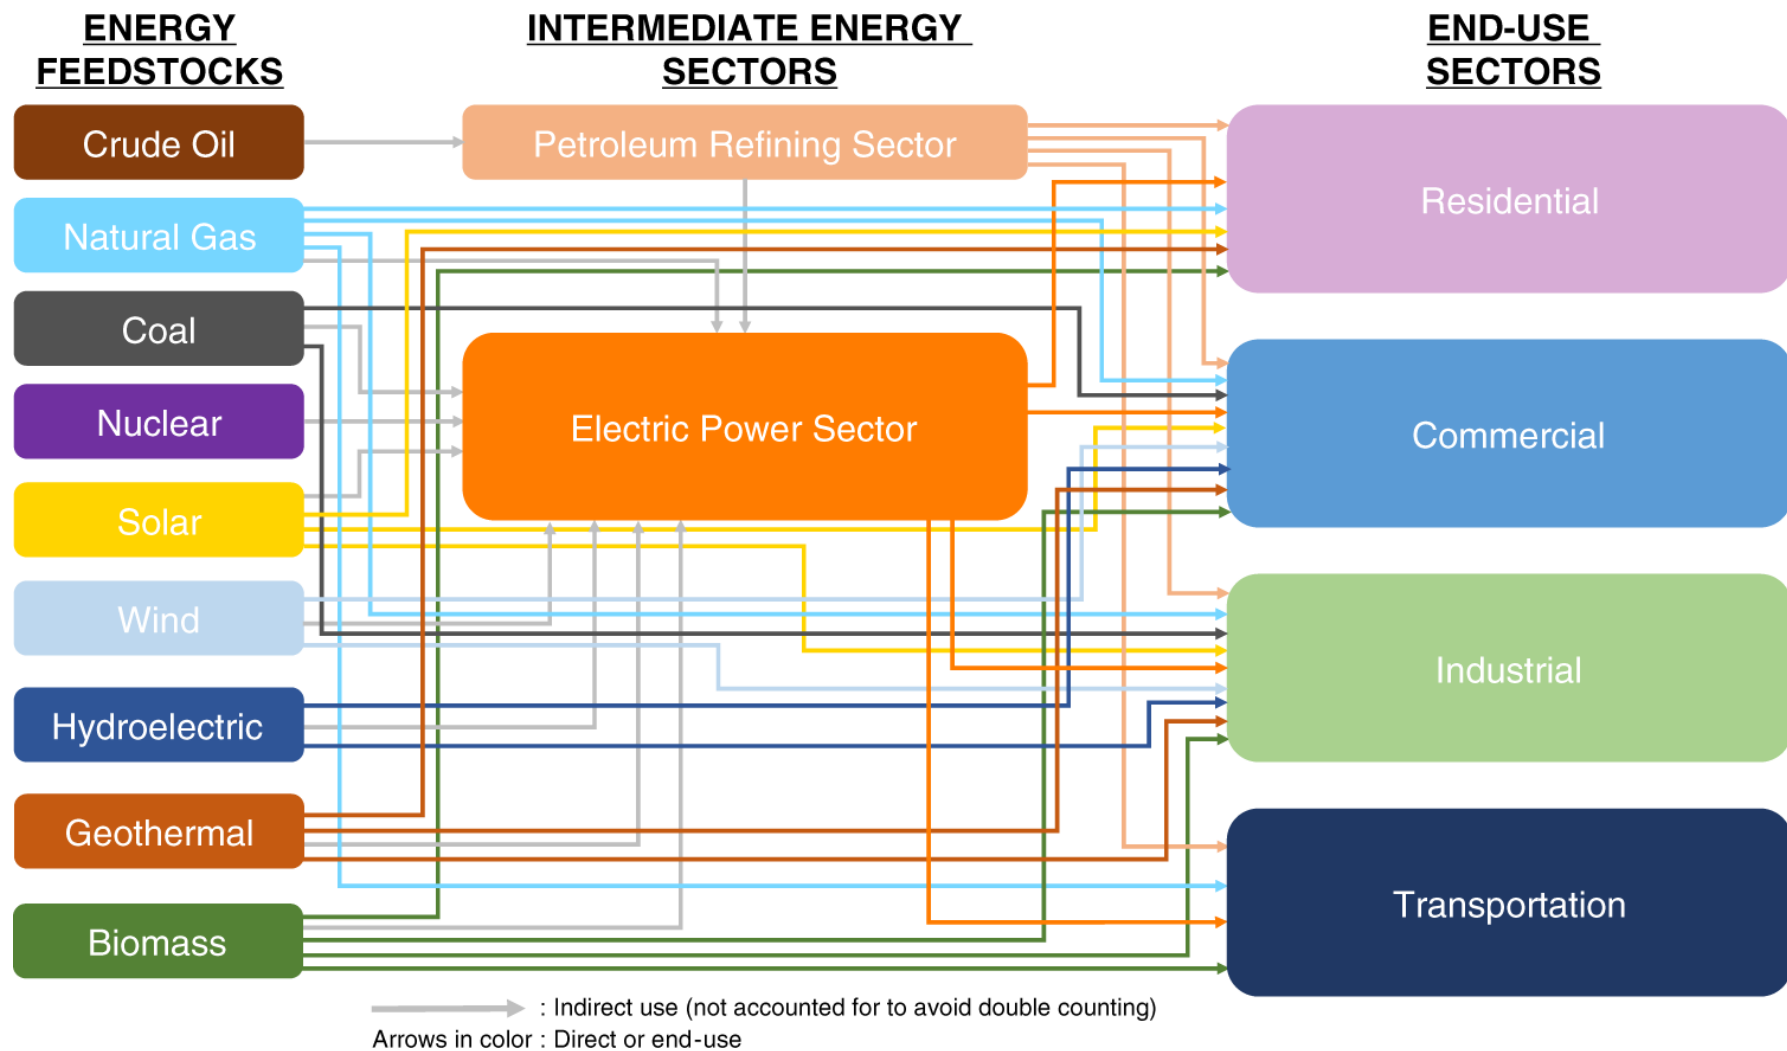 ENERGY
FEEDSTOCKS
INTERMEDIATE ENERGY
SECTORS
END-USE
SECTORS
Crude Oil
Petroleum Refining Sector
Residential
Natural Gas
Coal
Nuclear
Electric Power Sector
Commercial
Solar
Wind
Industrial
Hydroelectric
Geothermal
Transportation
Biomass
: Indirect use (not accounted for to avoid double counting)
Arrows in color : Direct or end-use